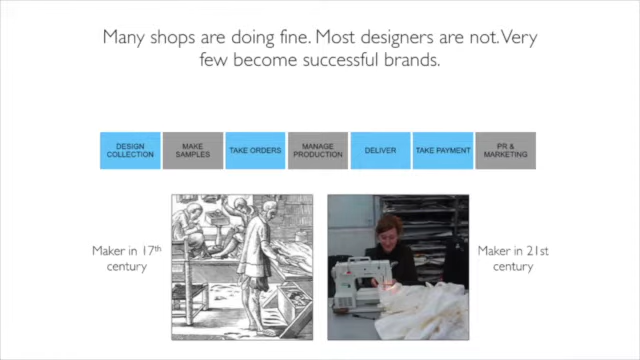 Many shops are doing fine. Most designers are not. Very
few become successful brands.
DESIGN
COLLECTION
MAKE
SAMPLES
TAKE ORDERS
MANAGE
PRODUCTION
DELIVER
TAKE PAYMENT
PR &
MARKETING
Maker in 17th
century
Maker in 21st
century